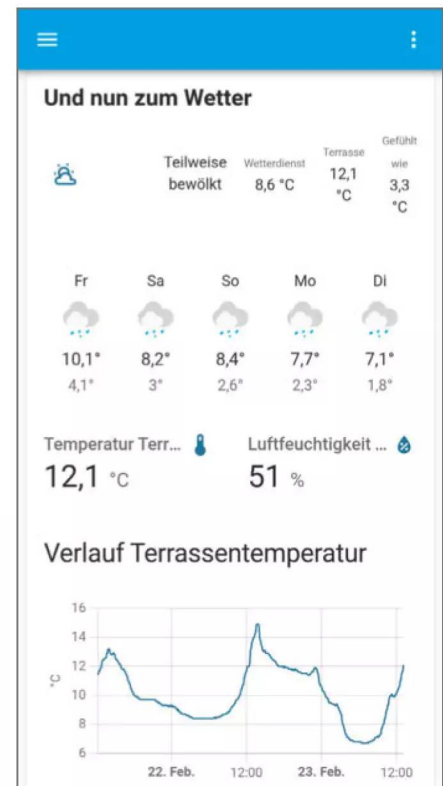 Und nun zum Wetter
Teilweise bewölkt
Wetterdienst
8,6 °C
Terrasse
12,1 °C
Gefühlt wie
3,3 °C
Fr Sa So Mo Di
10,1° 8,2° 8,4° 7,7° 7,1°
4,1° 3° 2,6° 2,3° 1,8°
Temperatur Terr... Luftfeuchtigkeit ...
12,1 °C 51 %
Verlauf Terrassentemperatur
°C
16
14
12
10
8
6
22. Feb. 12:00 23. Feb. 12:00